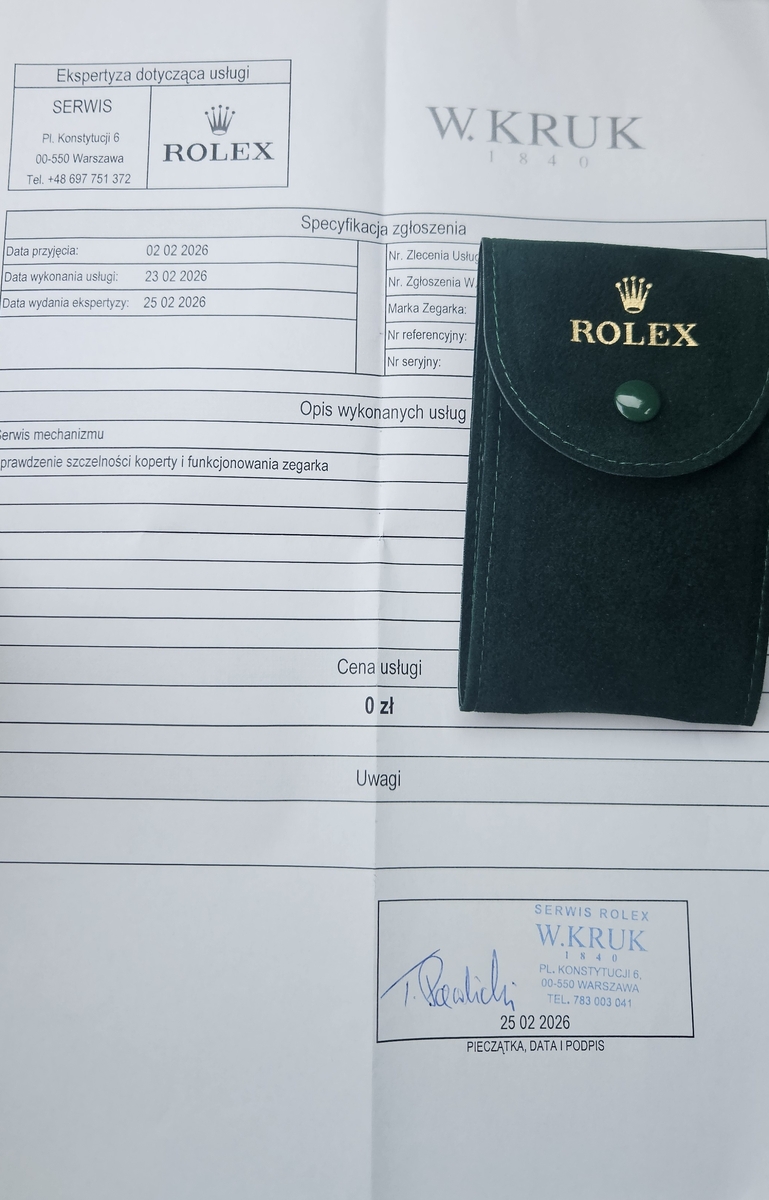 Ekspertyza dotycząca usługi
SERWIS
Pl. Konstytucji 6
00-550 Warszawa
Tel. +48 697 751 372
ROLEX
W.KRUK
1840
Specyfikacja zgłoszenia
Data przyjęcia: 02 02 2026
Data wykonania usługi: 23 02 2026
Data wydania ekspertyzy: 25 02 2026
Nr. Zlecenia Usług
Nr. Zgłoszenia W.
Marka Zegarka:
Nr referencyjny:
Nr seryjny:
ROLEX
Opis wykonanych usług
erwis mechanizmu
prawdzenie szczelności koperty i funkcjonowania zegarka
Cena usługi
0 zł
Uwagi
SERWIS ROLEX
W.KRUK
1840
PL. KONSTYTUCJI 6,
00-550 WARSZAWA
TEL. 783 003 041
T. Pawlicki
25 02 2026
PIECZĄTKA, DATA I PODPIS